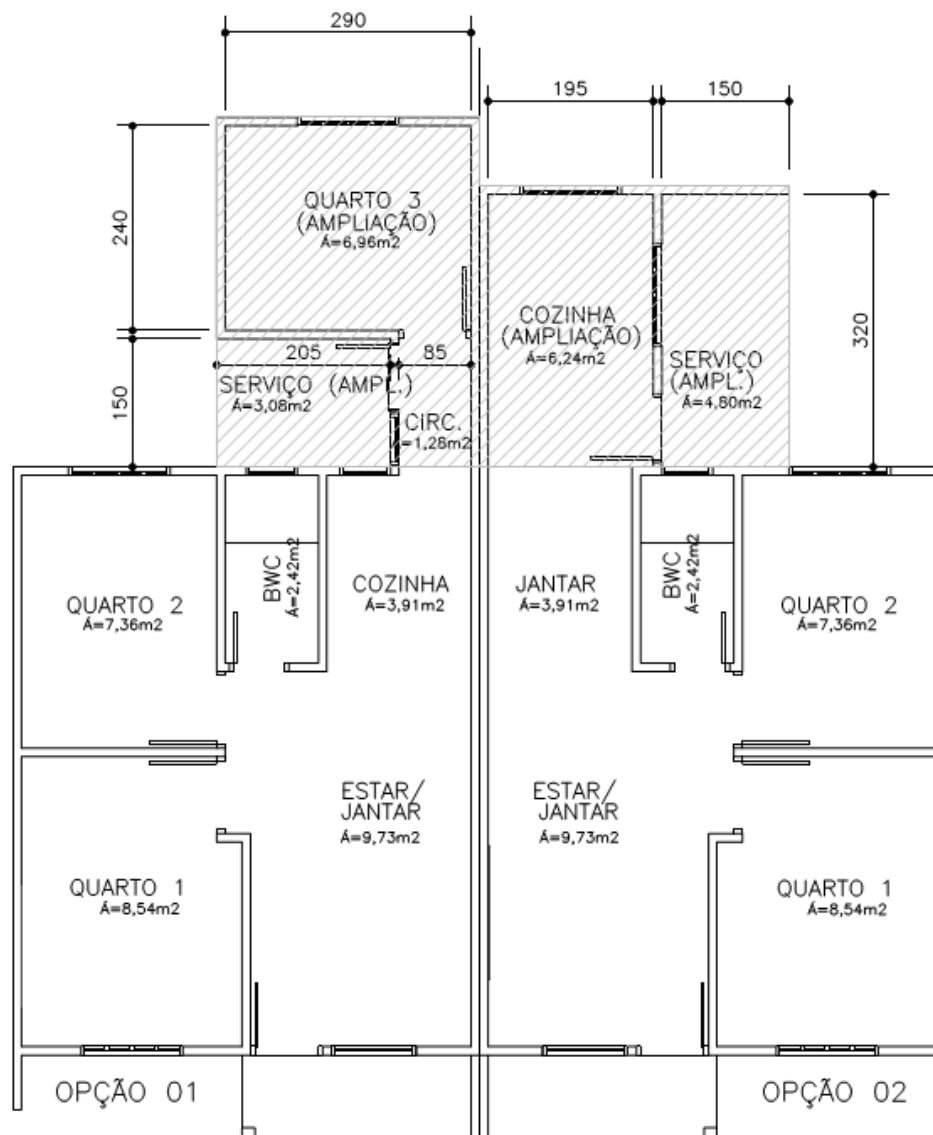 290
195
150
240
QUARTO 3
(AMPLIAÇÃO)
Á=6,96m2
320
COZINHA
(AMPLIAÇÃO)
Á=6,24m2
205
85
150
SERVIÇO (AMPL.)
Á=3,08m2
SERVIÇO
(AMPL.)
Á=4,80m2
CIRC.
=1,28m2
QUARTO 2
Á=7,36m2
BWC
Á=2,42m2
COZINHA
Á=3,91m2
JANTAR
Á=3,91m2
BWC
Á=2,42m2
QUARTO 2
Á=7,36m2
ESTAR/
JANTAR
Á=9,73m2
ESTAR/
JANTAR
Á=9,73m2
QUARTO 1
Á=8,54m2
QUARTO 1
Á=8,54m2
OPÇÃO 01
OPÇÃO 02